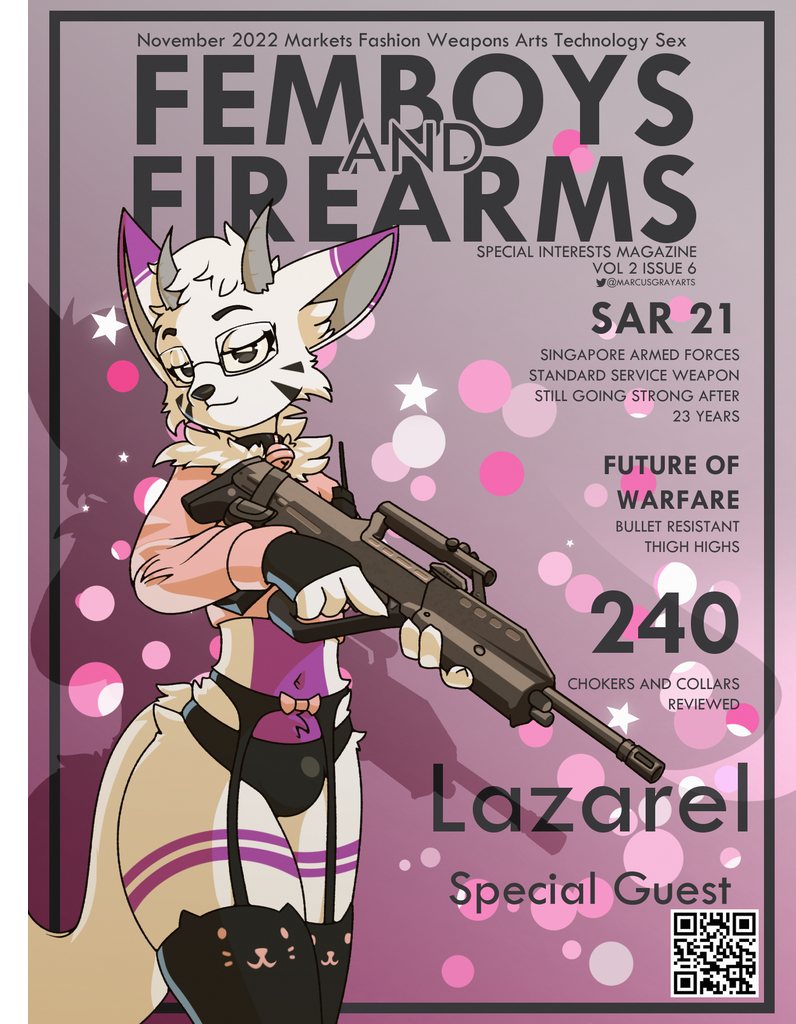 November 2022 Markets Fashion Weapons Arts Technology Sex
FEMBOYS
AND
FIREARMS
SPECIAL INTERESTS MAGAZINE
VOL 2 ISSUE 6
@MARCUSGRAYARTS
SAR 21
SINGAPORE ARMED FORCES
STANDARD SERVICE WEAPON
STILL GOING STRONG AFTER
23 YEARS
FUTURE OF
WARFARE
BULLET RESISTANT
THIGH HIGHS
240
CHOKERS AND COLLARS
REVIEWED
Lazarel
Special Guest